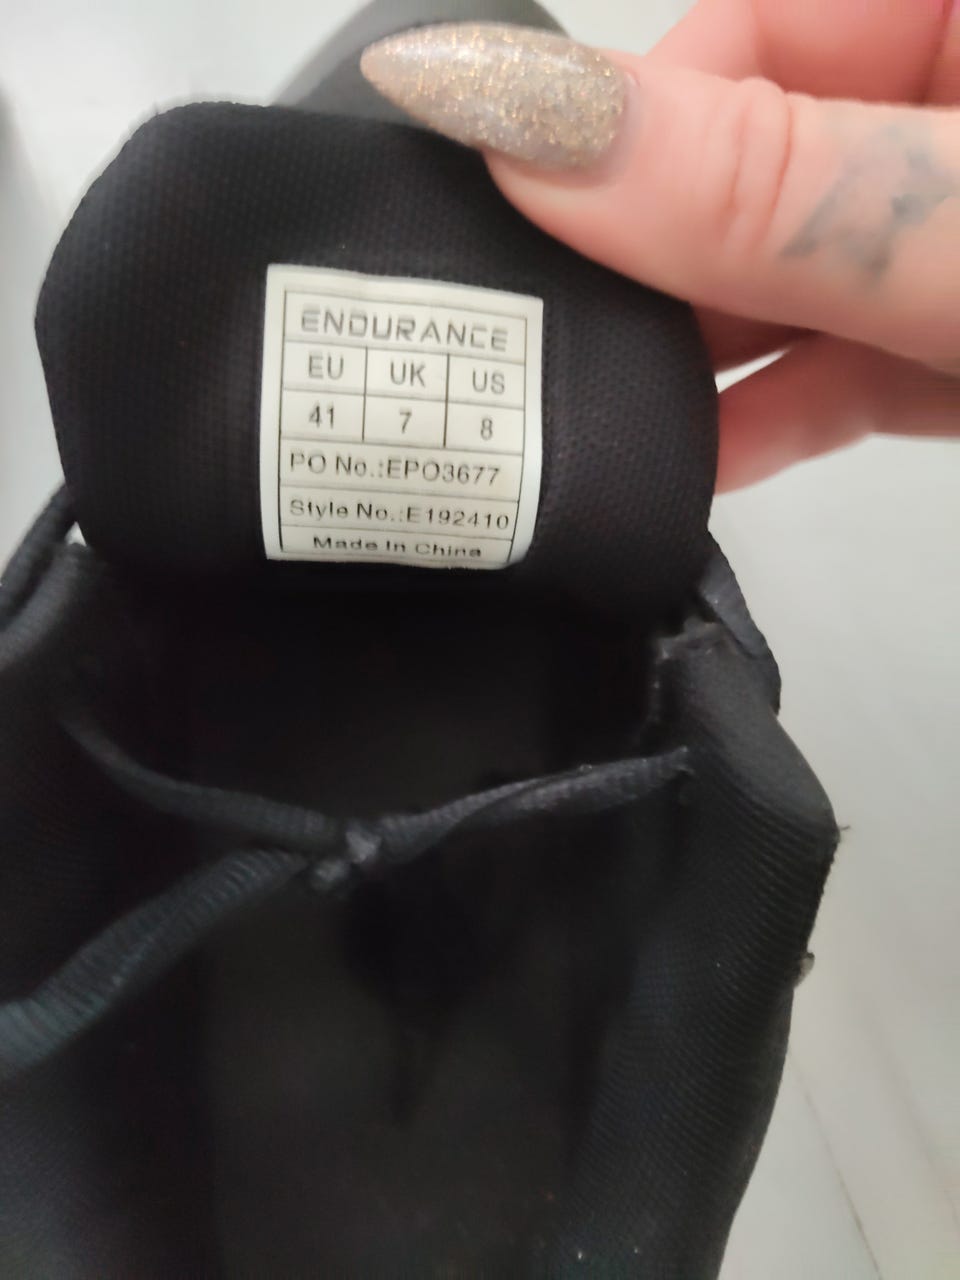 ENDURANCE
EU UK US
41 7 8
PO No.:EPO3677
Style No.:E192410
Made In China